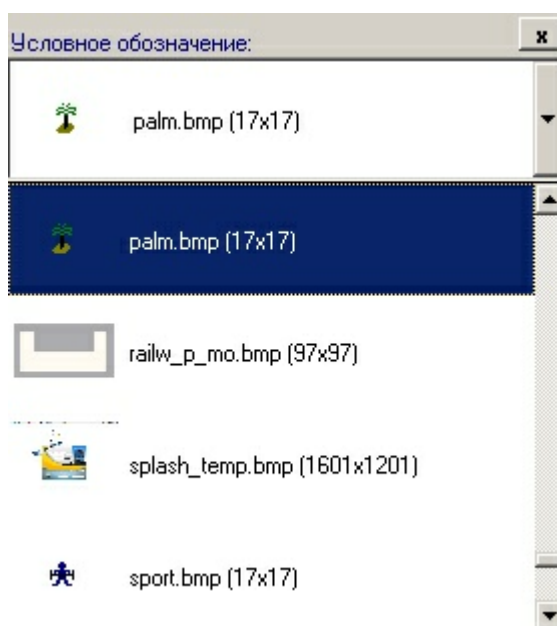 Условное обозначение:
x
palm.bmp (17x17)
palm.bmp (17x17)
railw_p_mo.bmp (97x97)
splash_temp.bmp (1601x1201)
sport.bmp (17x17)